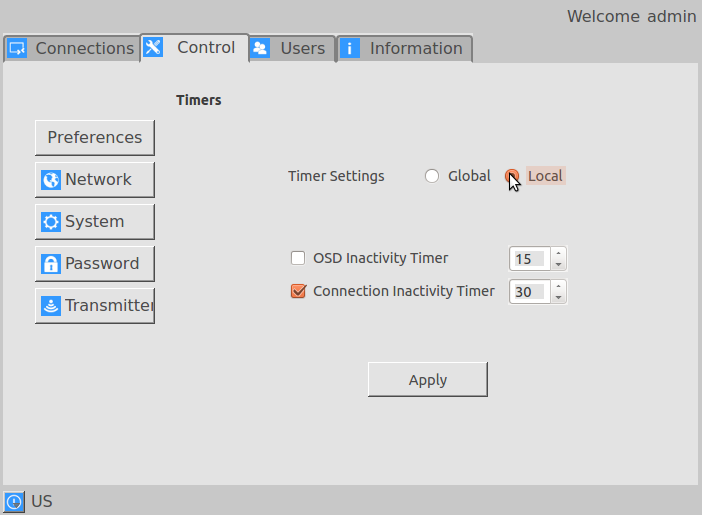 Welcome admin
Connections Control Users Information
Timers
Preferences
Network
System
Password
Transmitter
Timer Settings Global Local
OSD Inactivity Timer 15
Connection Inactivity Timer 30
Apply
US